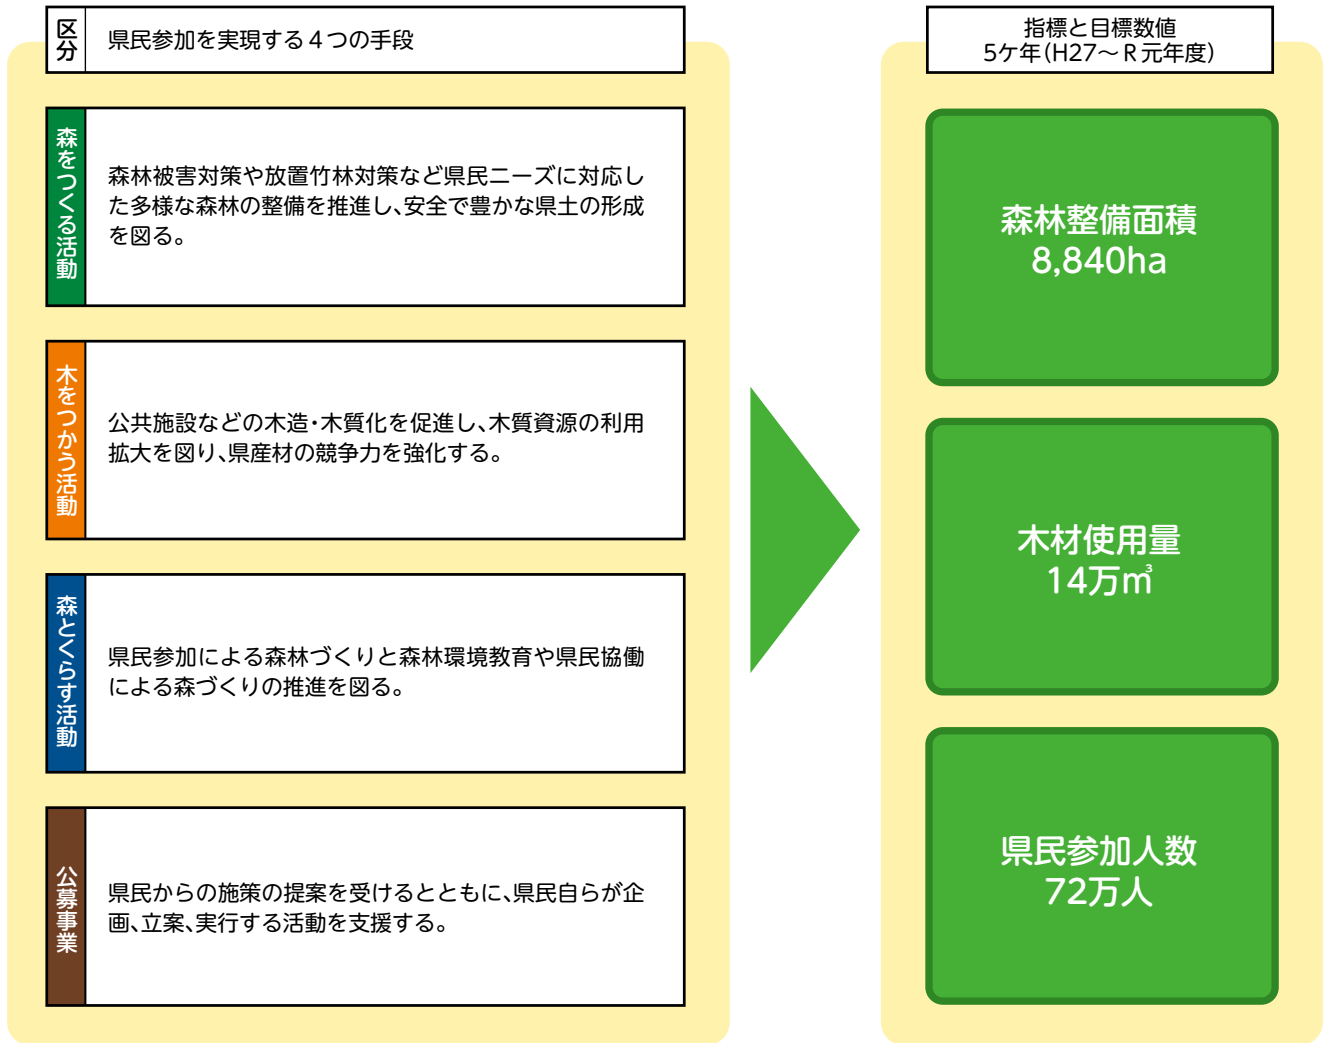 区分
県民参加を実現する4つの手段
森をつくる活動
森林被害対策や放置竹林対策など県民ニーズに対応し
た多様な森林の整備を推進し、安全で豊かな県土の形成
を図る。
木をつかう活動
公共施設などの木造・木質化を促進し、木質資源の利用
拡大を図り、県産材の競争力を強化する。
森とくらす活動
県民参加による森林づくりと森林環境教育や県民協働
による森づくりの推進を図る。
公募事業
県民からの施策の提案を受けるとともに、県民自らが企
画、立案、実行する活動を支援する。
指標と目標数値
5ケ年(H27～R元年度)
森林整備面積
8,840ha
木材使用量
14万㎥
県民参加人数
72万人